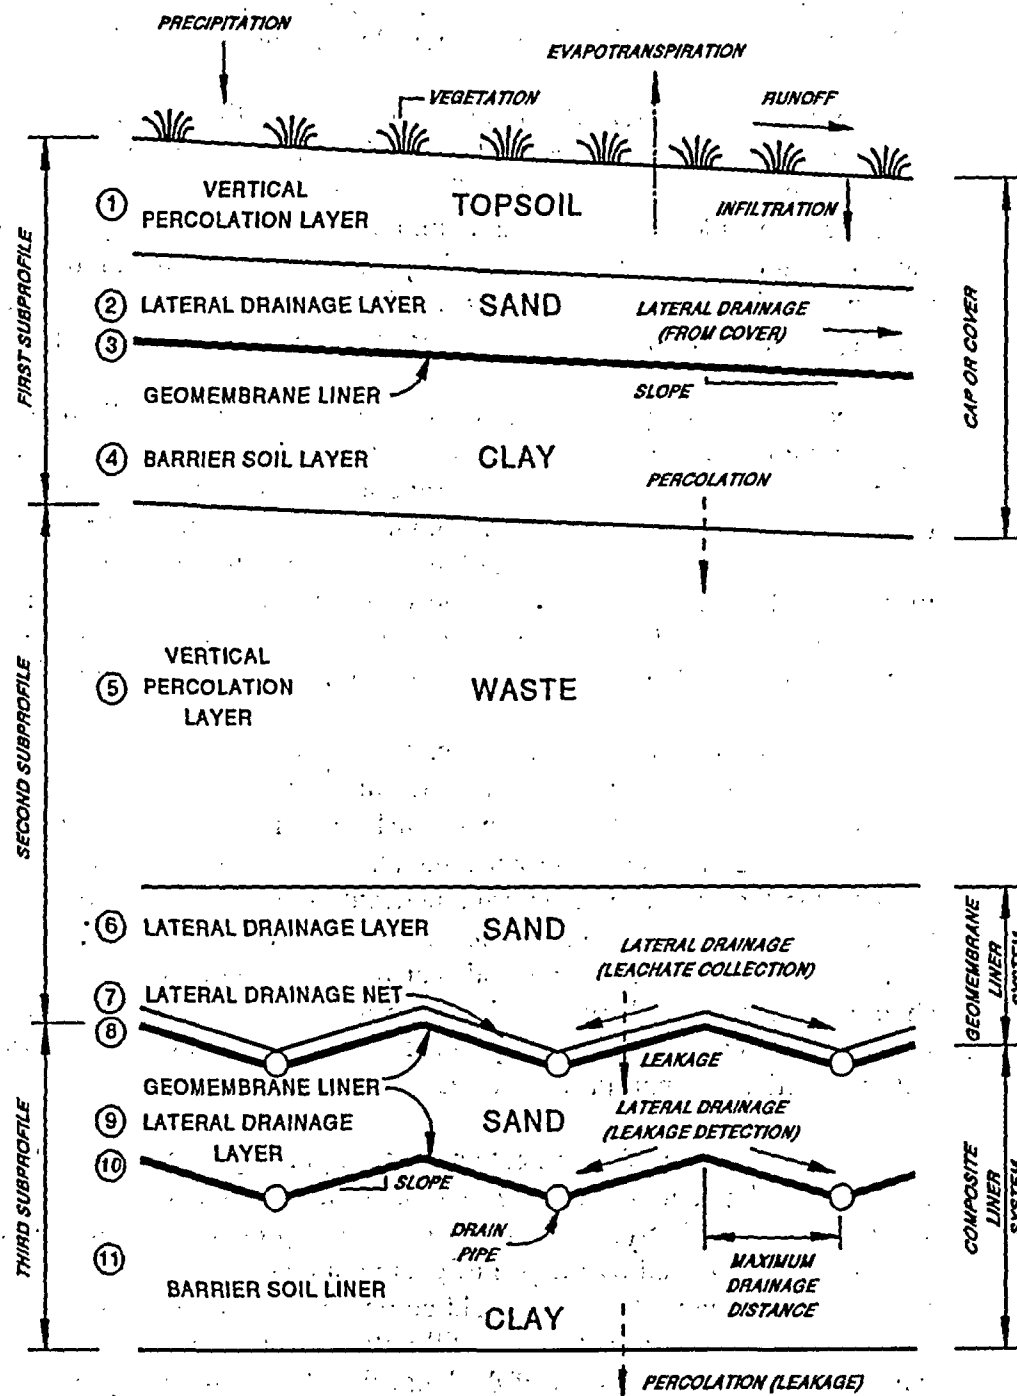 PRECIPITATION
EVAPOTRANSPIRATION
VEGETATION
RUNOFF
① VERTICAL
PERCOLATION LAYER
TOPSOIL
INFILTRATION
② LATERAL DRAINAGE LAYER
SAND
LATERAL DRAINAGE
(FROM COVER)
③
GEOMEMBRANE LINER
SLOPE
④ BARRIER SOIL LAYER
CLAY
PERCOLATION
FIRST SUBPROFILE
CAP OR COVER
⑤ VERTICAL
PERCOLATION
LAYER
WASTE
SECOND SUBPROFILE
⑥ LATERAL DRAINAGE LAYER
SAND
LATERAL DRAINAGE
(LEACHATE COLLECTION)
⑦ LATERAL DRAINAGE NET
⑧
GEOMEMBRANE
LINER
SYSTEM
LEAKAGE
GEOMEMBRANE LINER
⑨ LATERAL DRAINAGE
LAYER
SAND
LATERAL DRAINAGE
(LEAKAGE DETECTION)
⑩
SLOPE
DRAIN
PIPE
MAXIMUM
DRAINAGE
DISTANCE
⑪
BARRIER SOIL LINER
CLAY
THIRD SUBPROFILE
COMPOSITE
LINER
SYSTEM
PERCOLATION (LEAKAGE)